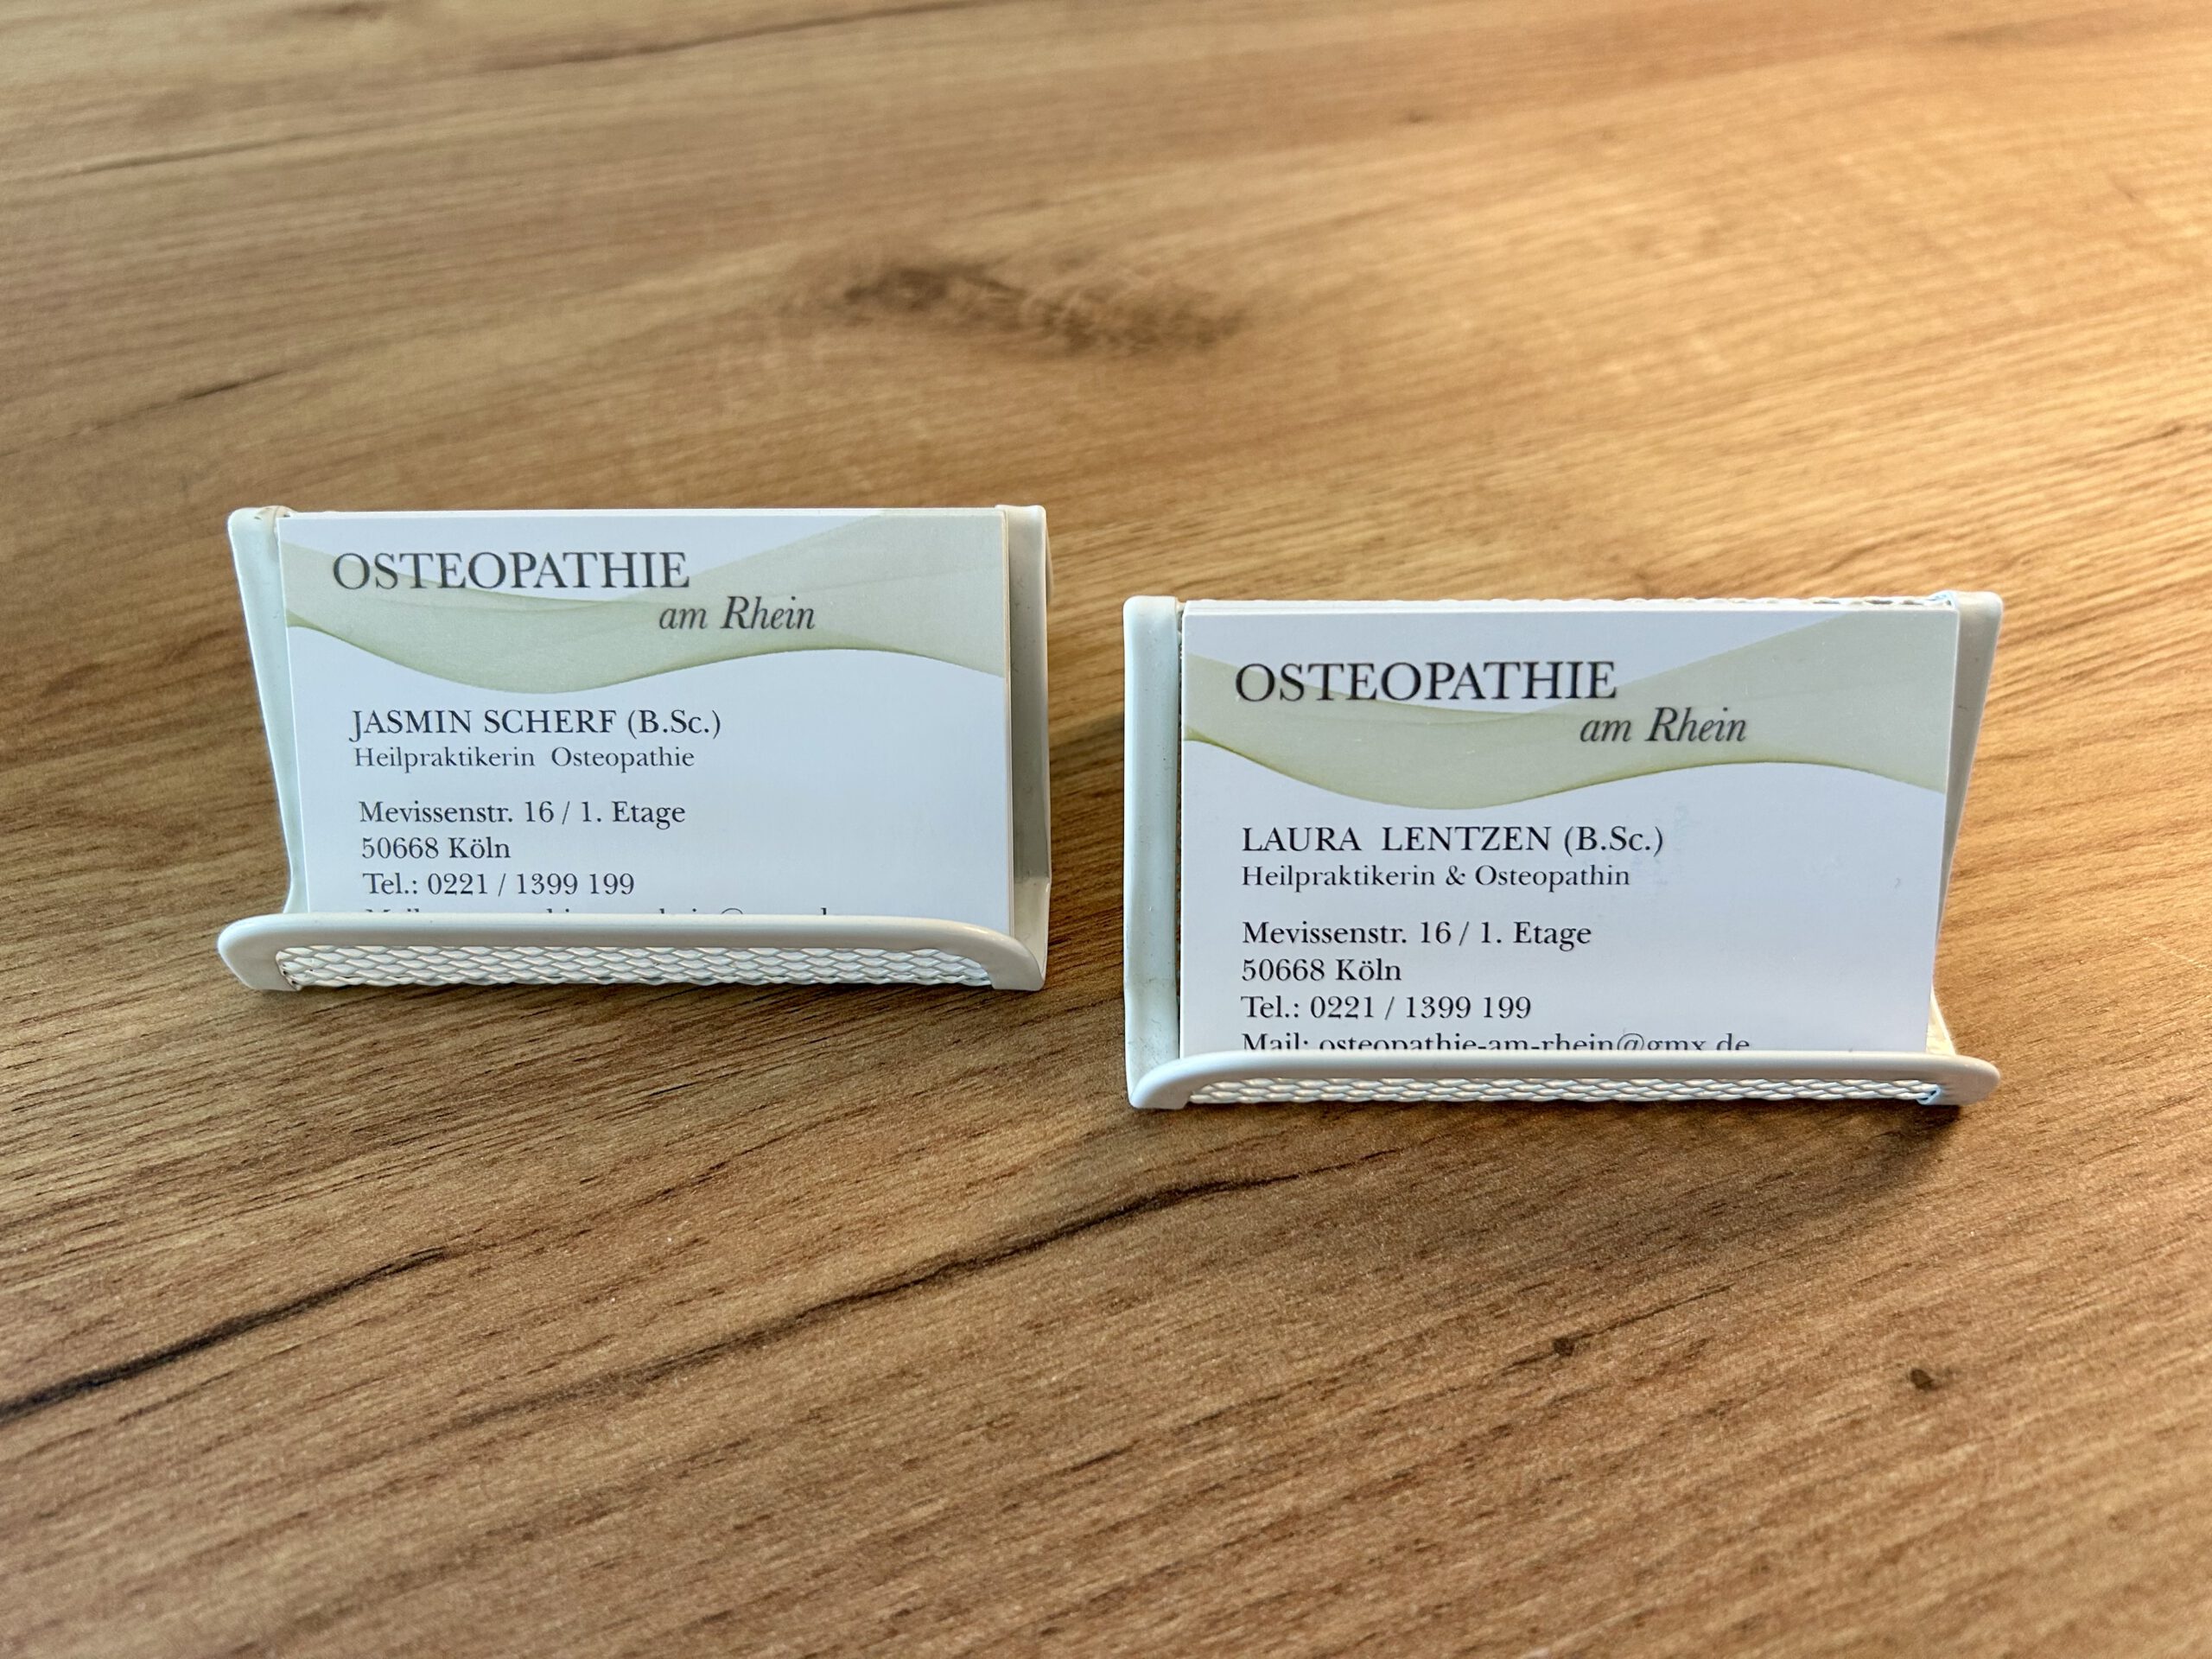 OSTEOPATHIE
am Rhein
JASMIN SCHERF (B.Sc.)
Heilpraktikerin Osteopathie
Mevissenstr. 16 / 1. Etage
50668 Köln
Tel.: 0221 / 1399 199
OSTEOPATHIE
am Rhein
LAURA LENTZEN (B.Sc.)
Heilpraktikerin & Osteopathin
Mevissenstr. 16 / 1. Etage
50668 Köln
Tel.: 0221 / 1399 199
Mail: osteopathie-am-rhein@gmx.de